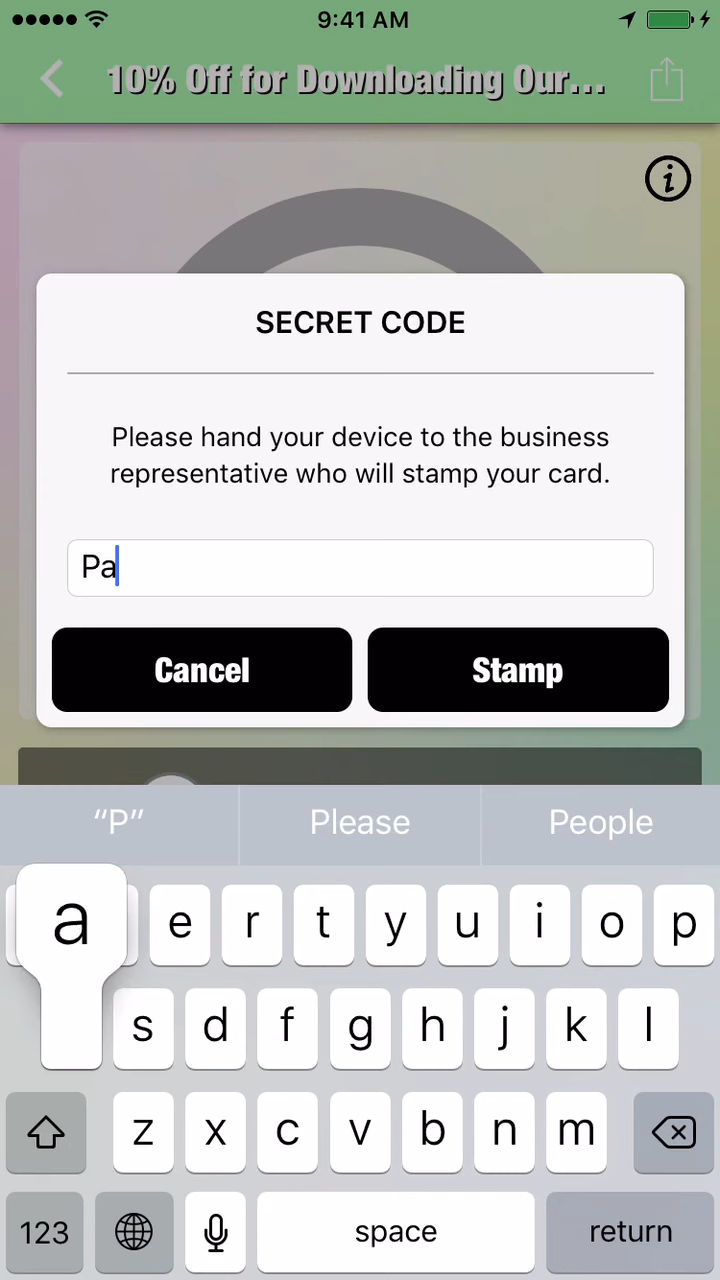 9:41 AM
10% Off for Downloading Our...
i
SECRET CODE
Please hand your device to the business
representative who will stamp your card.
Pa
Cancel Stamp
“P” Please People
a e r t y u i o p
s d f g h j k l
z x c v b n m
123 space return